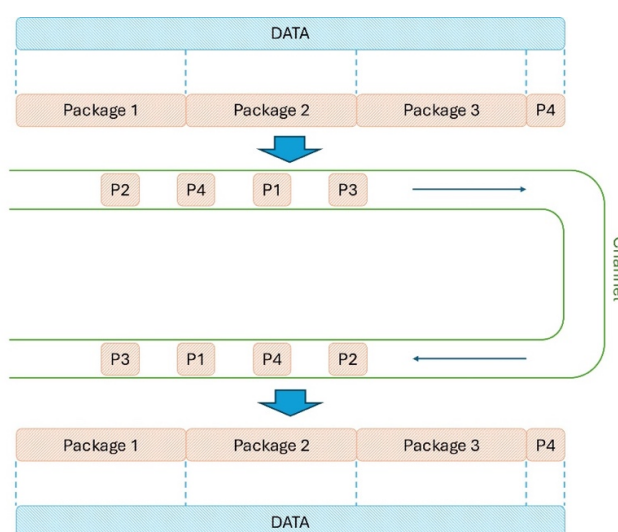 DATA
Package 1 Package 2 Package 3 P4
P2 P4 P1 P3
Channel
P3 P1 P4 P2
Package 1 Package 2 Package 3 P4
DATA